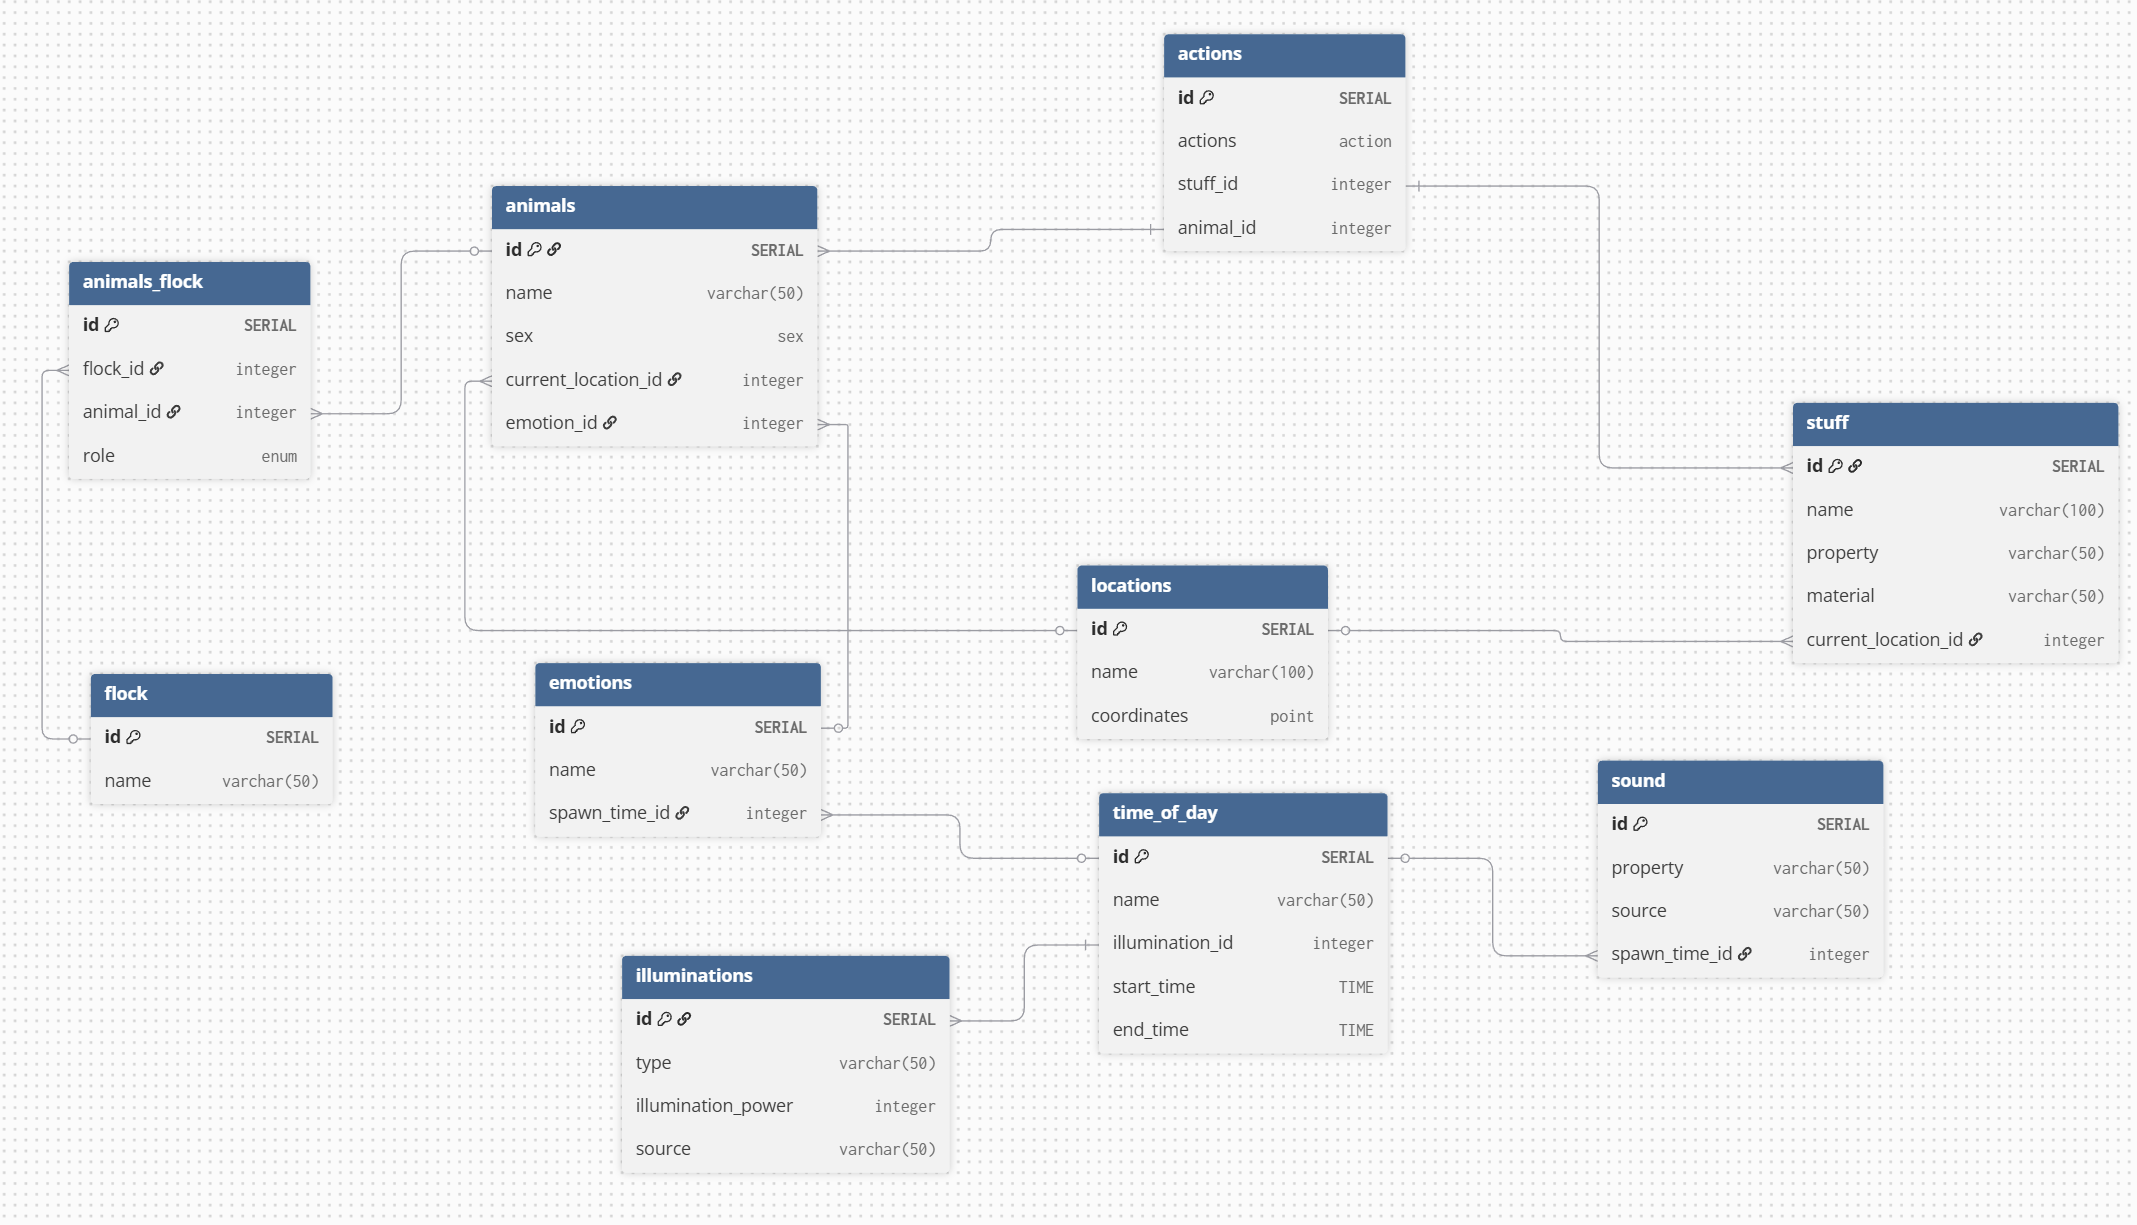 actions
id SERIAL
actions action
stuff_id integer
animal_id integer
animals
id SERIAL
name varchar(50)
sex sex
current_location_id integer
emotion_id integer
animals_flock
id SERIAL
flock_id integer
animal_id integer
role enum
stuff
id SERIAL
name varchar(100)
property varchar(50)
material varchar(50)
current_location_id integer
locations
id SERIAL
name varchar(100)
coordinates point
flock
id SERIAL
name varchar(50)
emotions
id SERIAL
name varchar(50)
spawn_time_id integer
sound
id SERIAL
property varchar(50)
source varchar(50)
spawn_time_id integer
time_of_day
id SERIAL
name varchar(50)
illumination_id integer
start_time TIME
end_time TIME
illuminations
id SERIAL
type varchar(50)
illumination_power integer
source varchar(50)